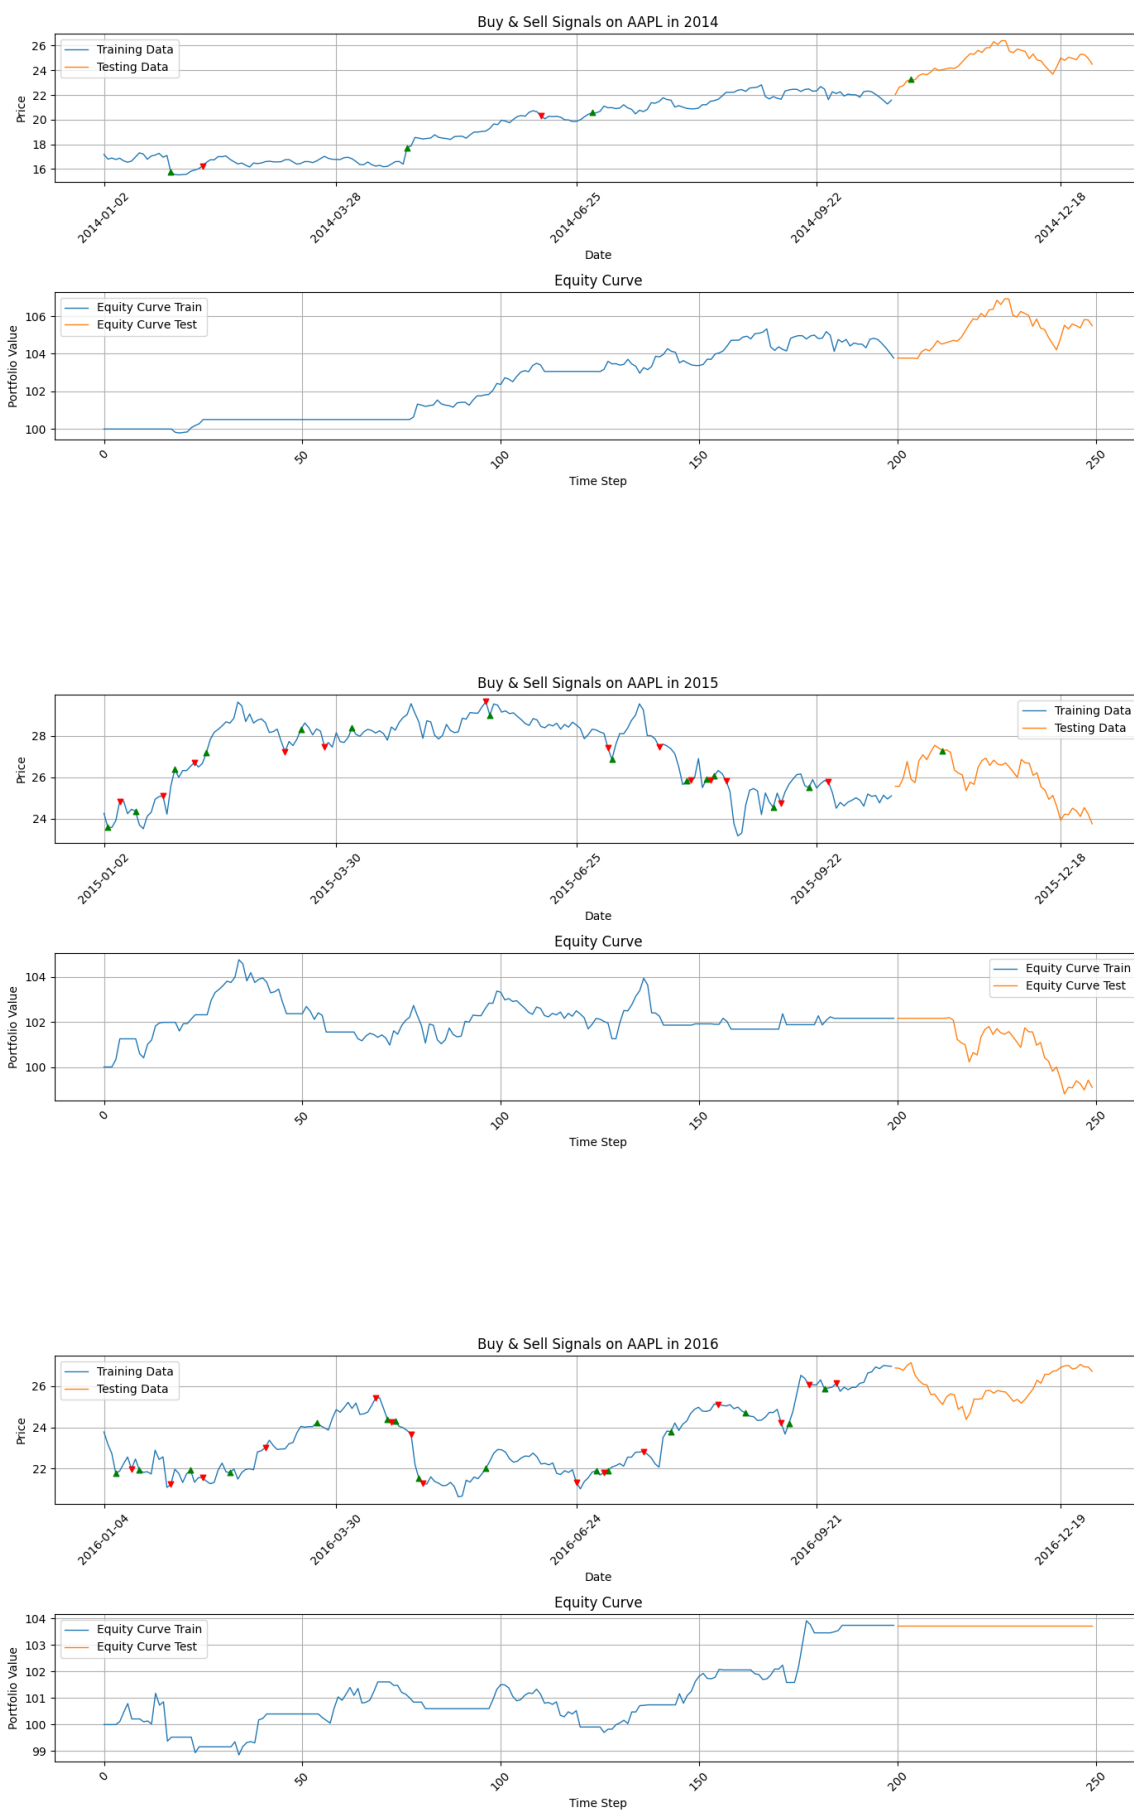 Buy & Sell Signals on AAPL in 2014
Training Data
Testing Data
Price
26
24
22
20
18
16
2014-01-02
2014-03-28
2014-06-25
2014-09-22
2014-12-18
Date
Equity Curve
Equity Curve Train
Equity Curve Test
Portfolio Value
106
104
102
100
0
50
100
150
200
250
Time Step
Buy & Sell Signals on AAPL in 2015
Training Data
Testing Data
Price
28
26
24
2015-01-02
2015-03-30
2015-06-25
2015-09-22
2015-12-18
Date
Equity Curve
Equity Curve Train
Equity Curve Test
Portfolio Value
104
102
100
0
50
100
150
200
250
Time Step
Buy & Sell Signals on AAPL in 2016
Training Data
Testing Data
Price
26
24
22
2016-01-04
2016-03-30
2016-06-24
2016-09-21
2016-12-19
Date
Equity Curve
Equity Curve Train
Equity Curve Test
Portfolio Value
104
103
102
101
100
99
0
50
100
150
200
250
Time Step